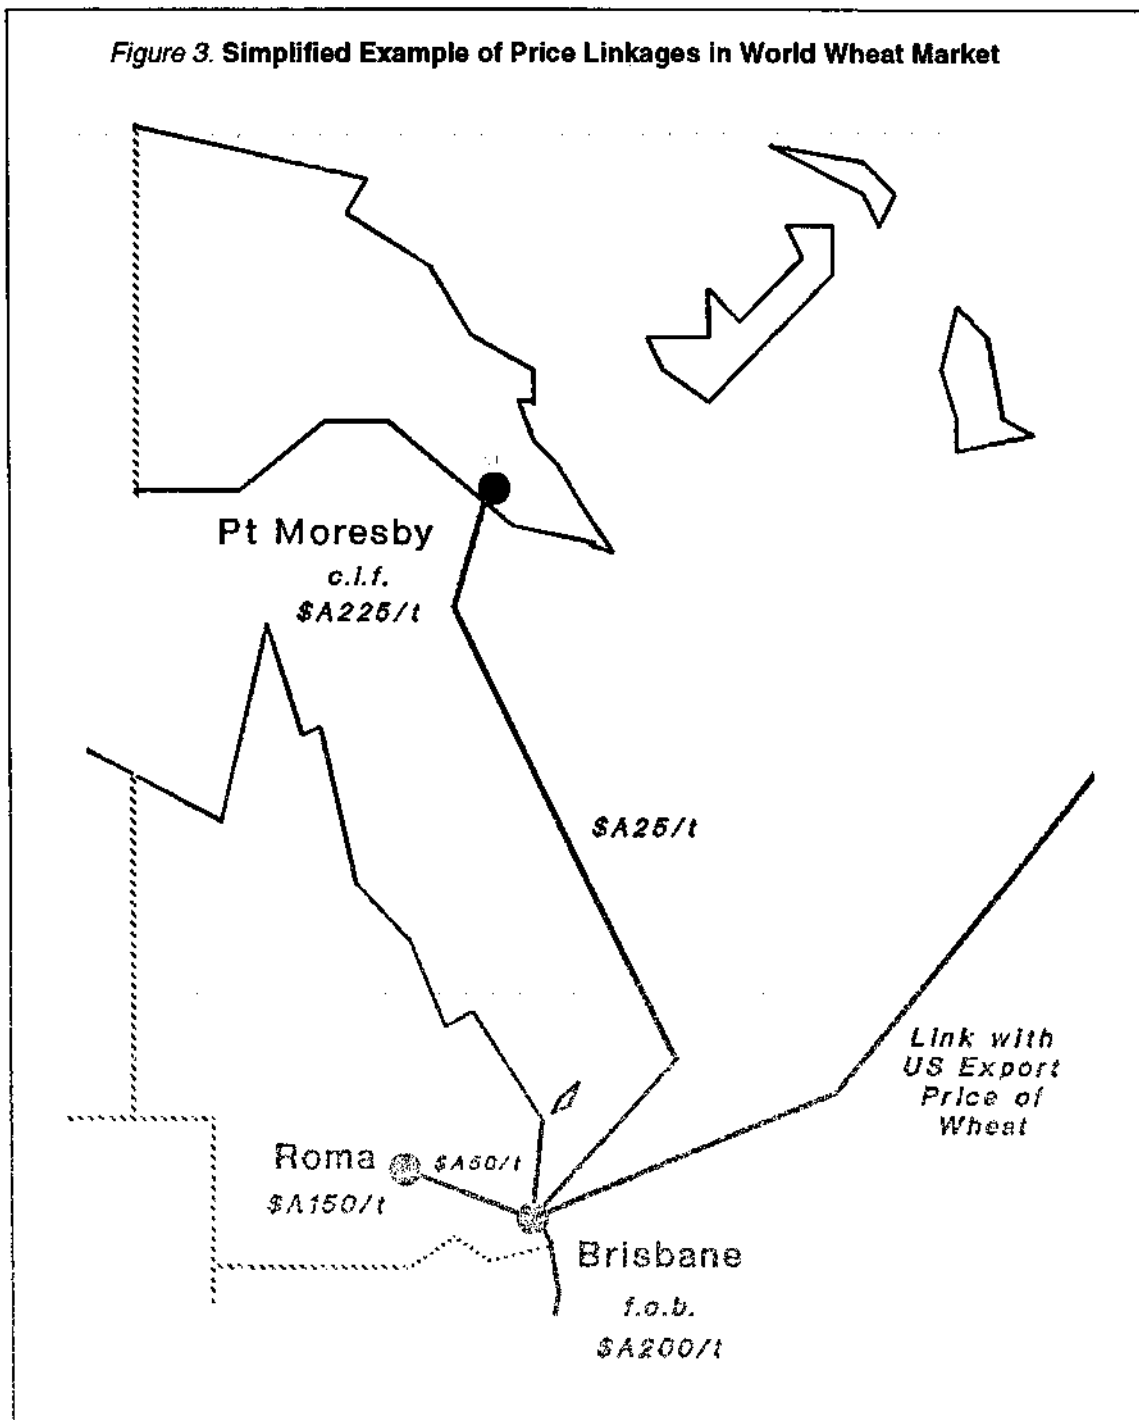 Figure 3. Simplified Example of Price Linkages in World Wheat Market
Pt Moresby
c.i.f.
$A225/t
$A25/t
Link with
US Export
Price of
Wheat
Roma
$A50/t
$A150/t
Brisbane
f.o.b.
$A200/t